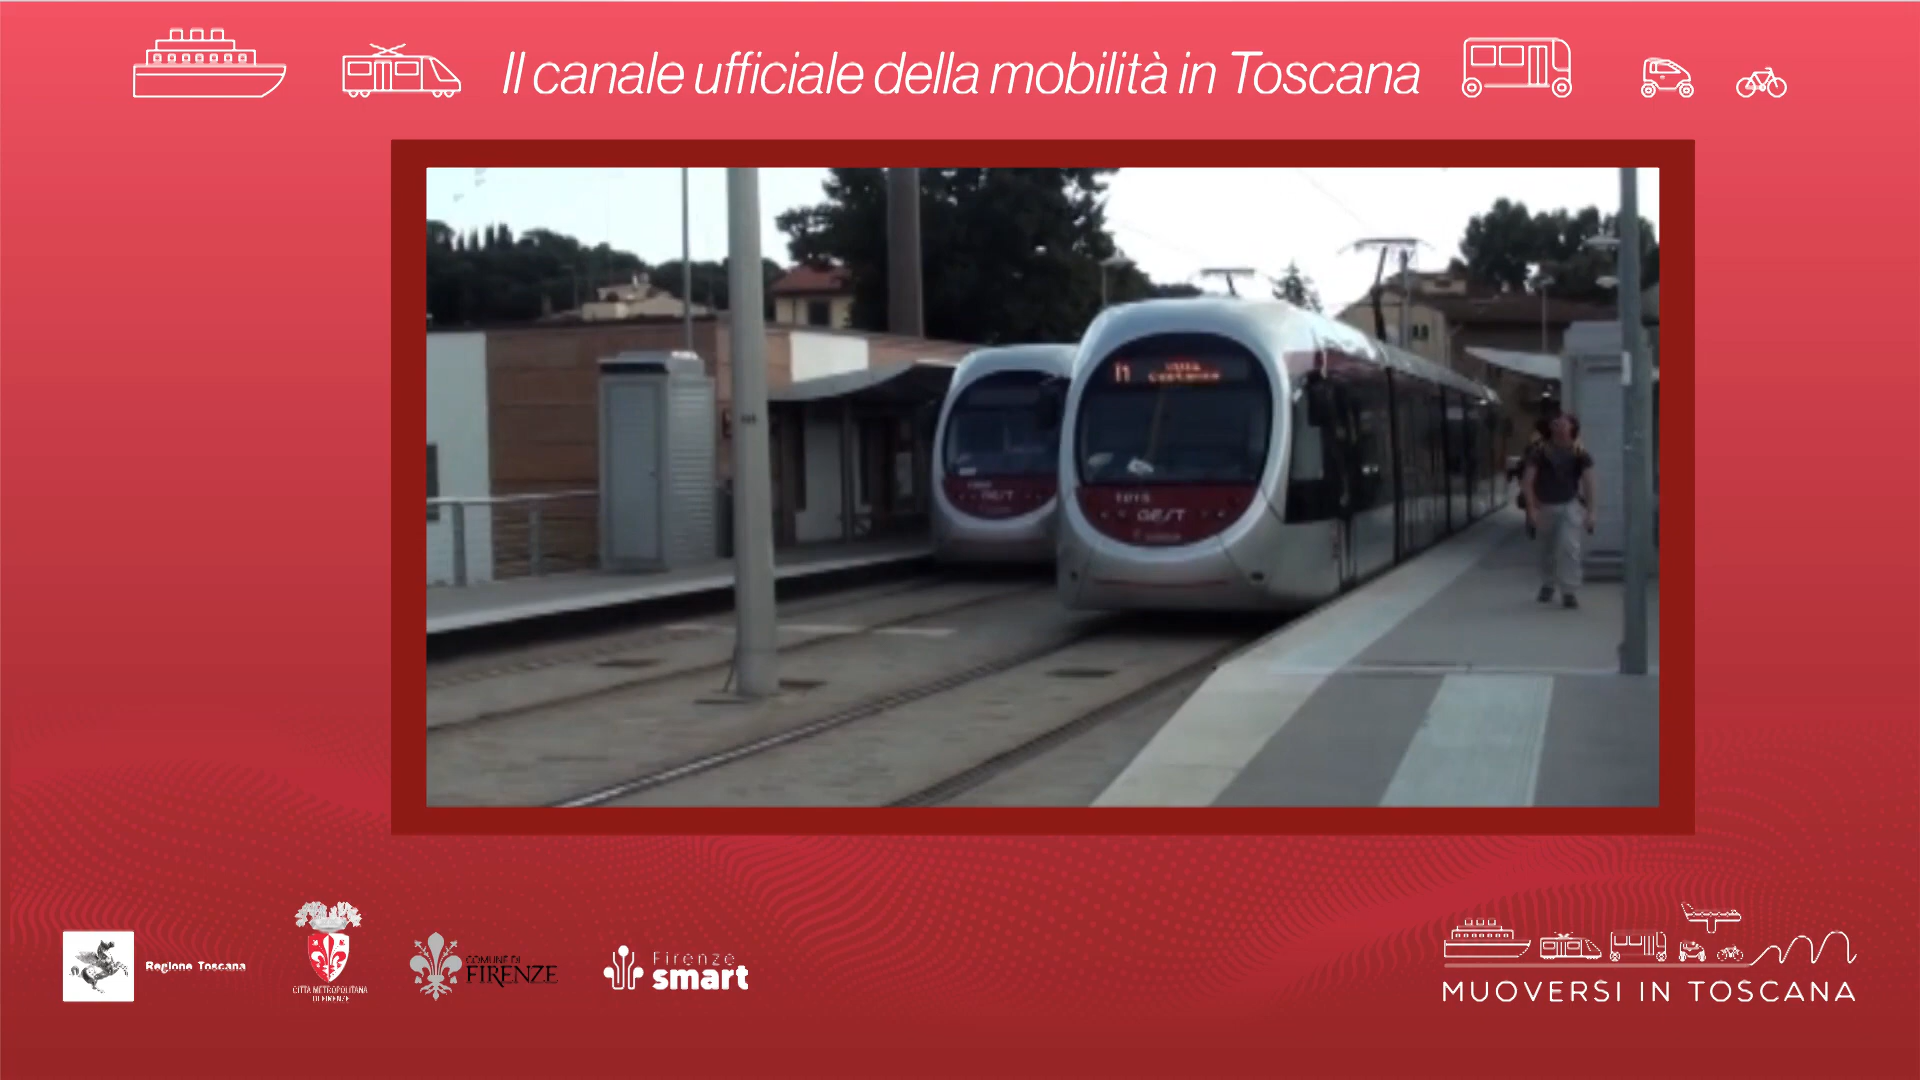 Il canale ufficiale della mobilità in Toscana
GEST
GEST
Regione Toscana
CITTÀ METROPOLITANA
DI FIRENZE
COMUNE DI
FIRENZE
Firenze
smart
MUOVERSI IN TOSCANA